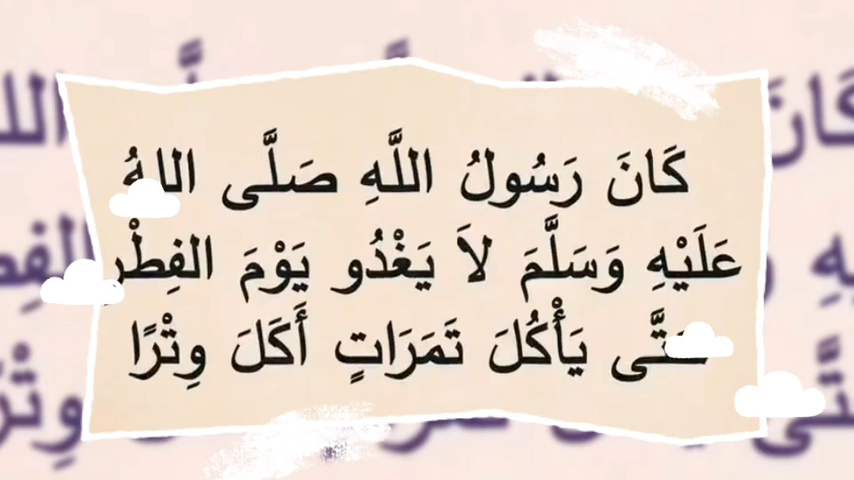 كَانَ رَسُولُ اللَّهِ صَلَّى اللهُ
عَلَيْهِ وَسَلَّمَ لاَ يَغْدُو يَوْمَ الفِطْرِ
حَتَّى يَأْكُلَ تَمَرَاتٍ أَكَلَ وِتْرًا